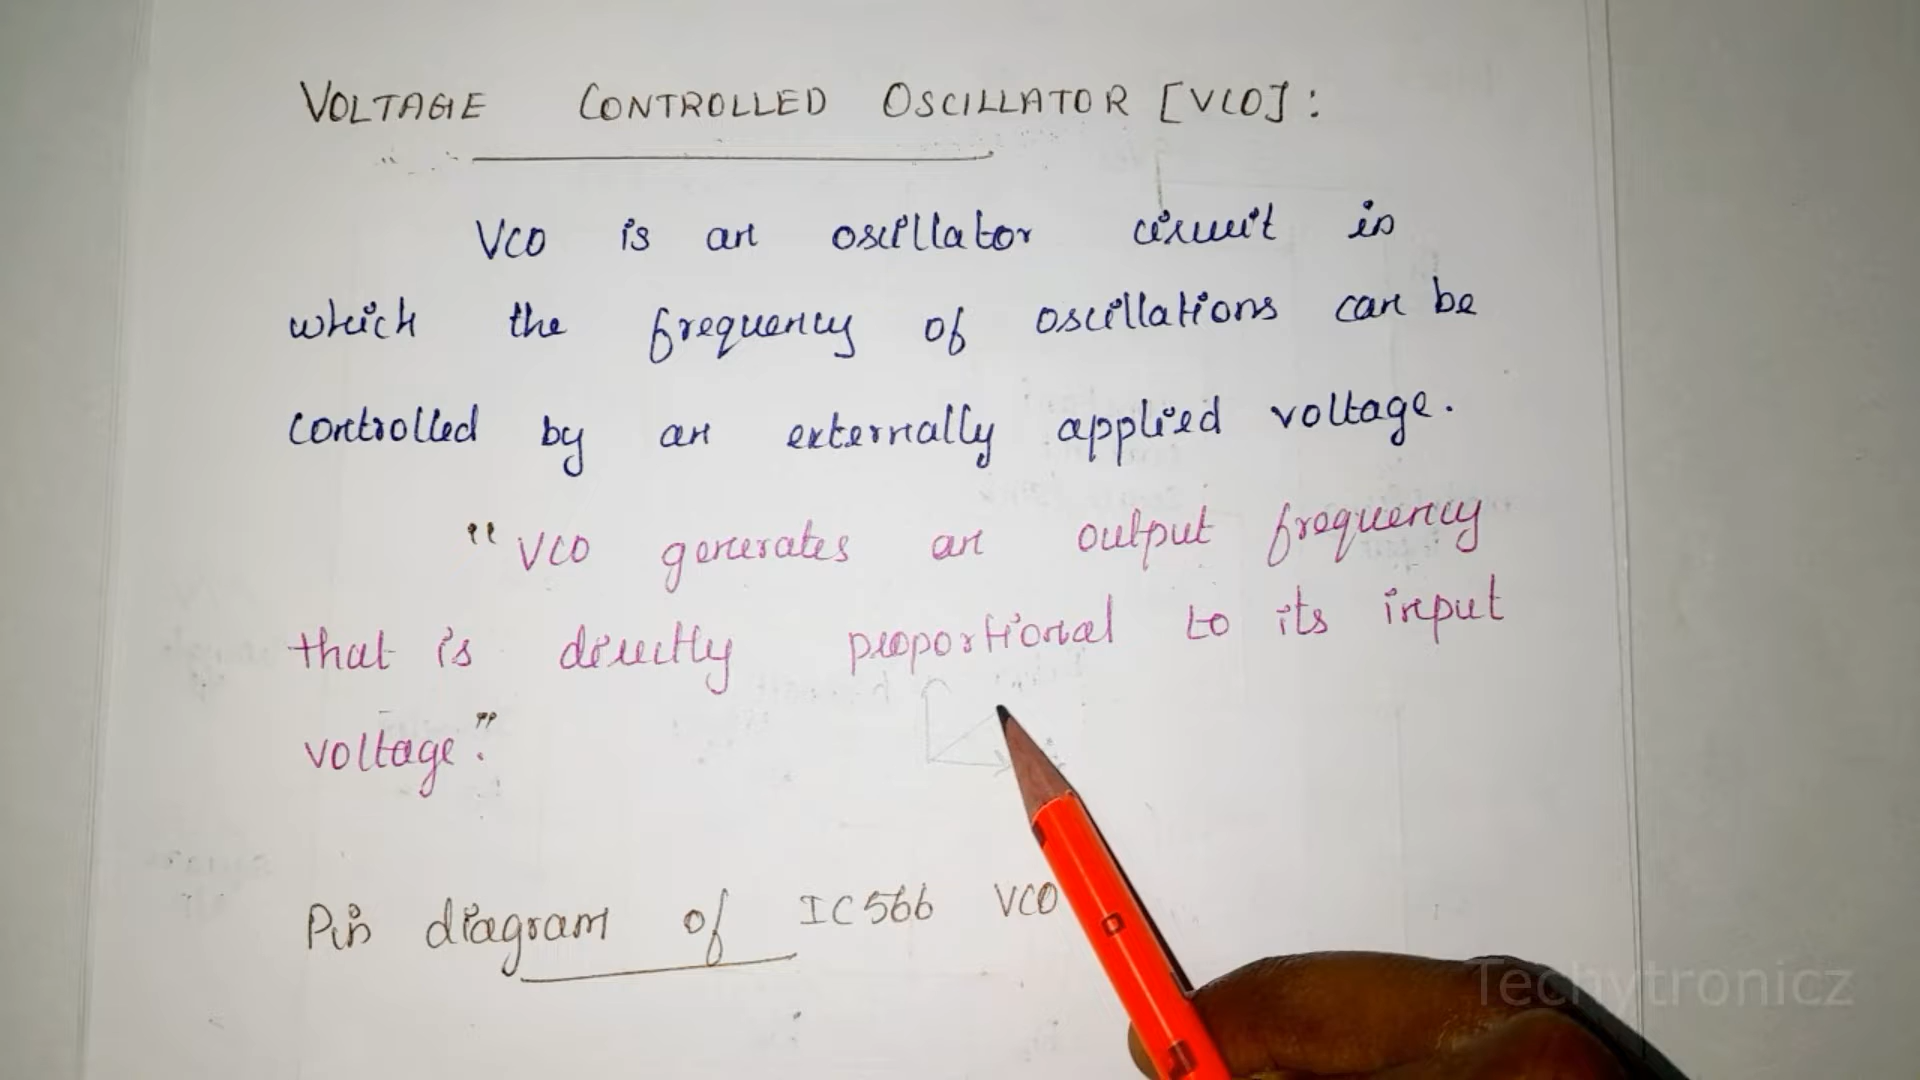 VOLTAGE CONTROLLED OSCILLATOR [VCO]:
VCO is an oscillator circuit in
which the frequency of oscillations can be
controlled by an externally applied voltage.
"VCO generates an output frequency
that is directly proportional to its input
voltage."
Pin diagram of IC566 VCO
Techytronicz